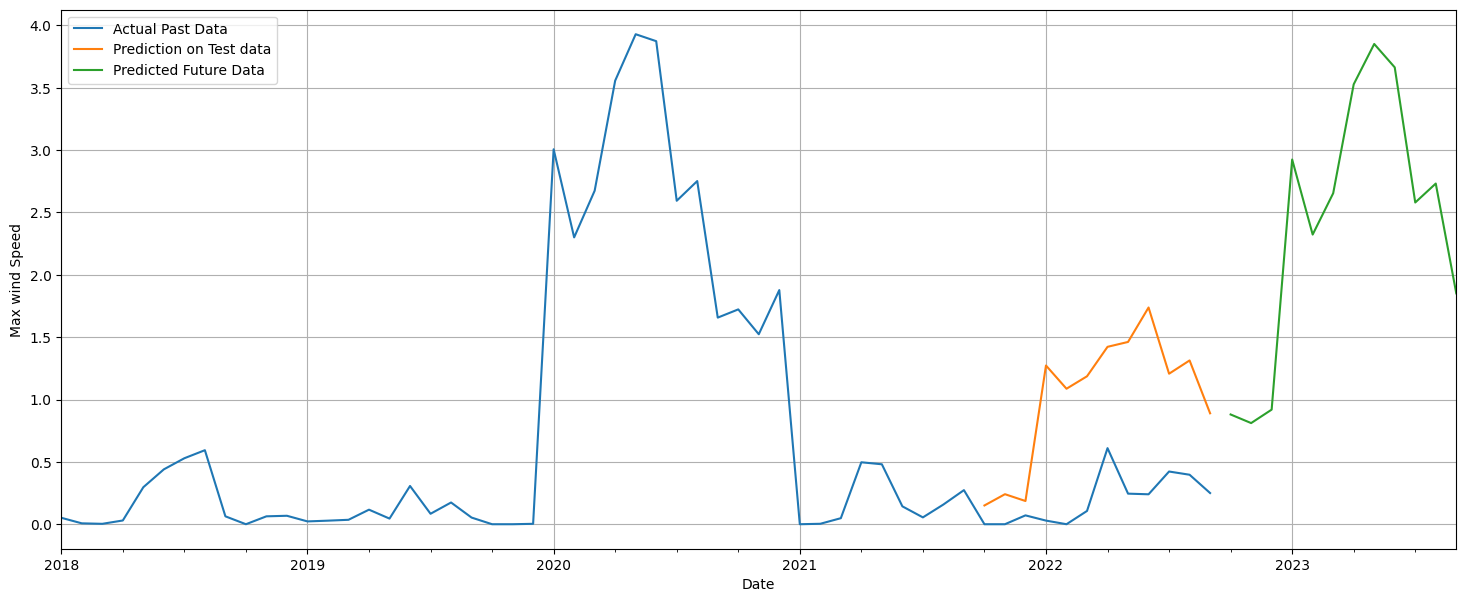 Actual Past Data
Prediction on Test data
Predicted Future Data
Max wind Speed
4.0
3.5
3.0
2.5
2.0
1.5
1.0
0.5
0.0
2018 2019 2020 2021 2022 2023
Date